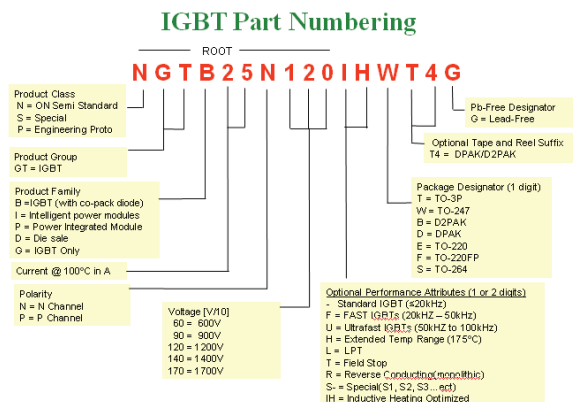 IGBT Part Numbering
ROOT
NGTB25N120IHWT4G
Product Class
N = ON Semi Standard
S = Special
P = Engineering Proto
Product Group
GT = IGBT
Product Family
B =IGBT (with co-pack diode)
I = Intelligent power modules
P = Power Integrated Module
D = Die sale
G = IGBT Only
Current @ 100°C in A
Polarity
N = N Channel
P = P Channel
Voltage [V/10]
60 = 600V
90 = 900V
120 = 1200V
140 = 1400V
170 = 1700V
Pb-Free Designator
G = Lead-Free
Optional Tape and Reel Suffix
T4 = DPAK/D2PAK
Package Designator (1 digit)
T = TO-3P
W = TO-247
B = D2PAK
D = DPAK
E = TO-220
F = TO-220FP
S = TO-264
Optional Performance Attributes (1 or 2 digits)
- Standard IGBT (≤20kHz)
F = FAST IGBTs (20kHZ – 50kHz)
U = Ultrafast IGBTs (50kHZ to 100kHz)
H = Extended Temp Range (175°C)
L = LPT
T = Field Stop
R = Reverse Conducting(monolithic)
S- = Special(S1, S2, S3...ect)
IH = Inductive Heating Optimized